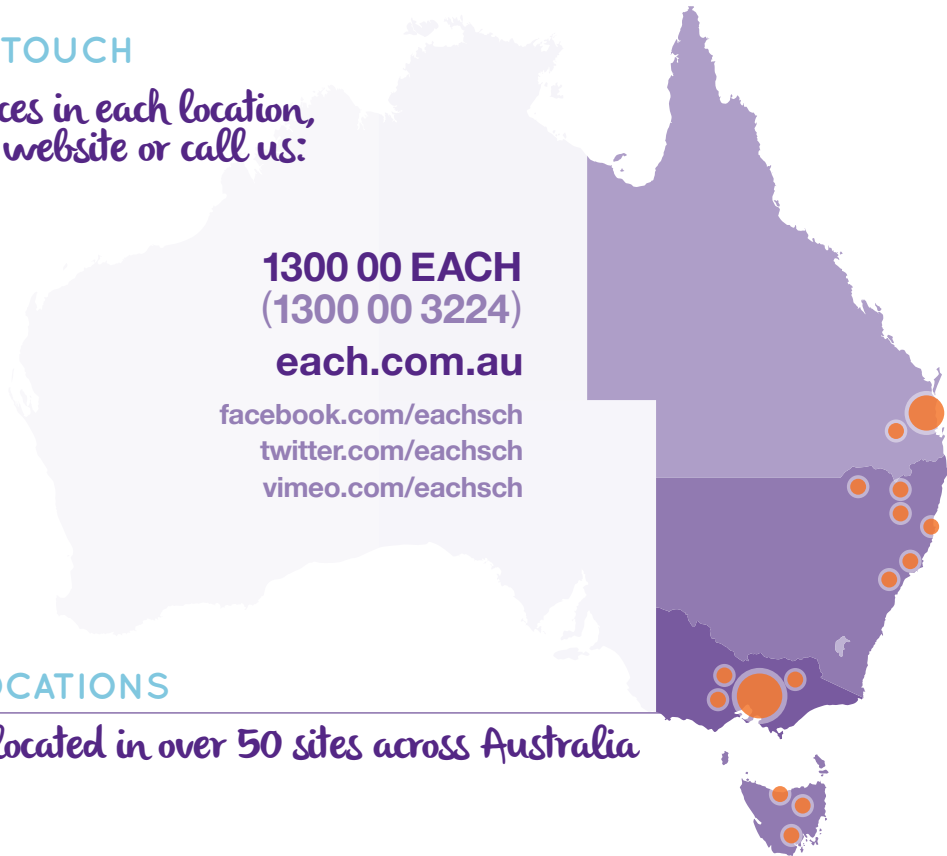 TOUCH
ces in each location,
website or call us:
1300 00 EACH
(1300 00 3224)
each.com.au
facebook.com/eachsch
twitter.com/eachsch
vimeo.com/eachsch
OCATIONS
located in over 50 sites across Australia